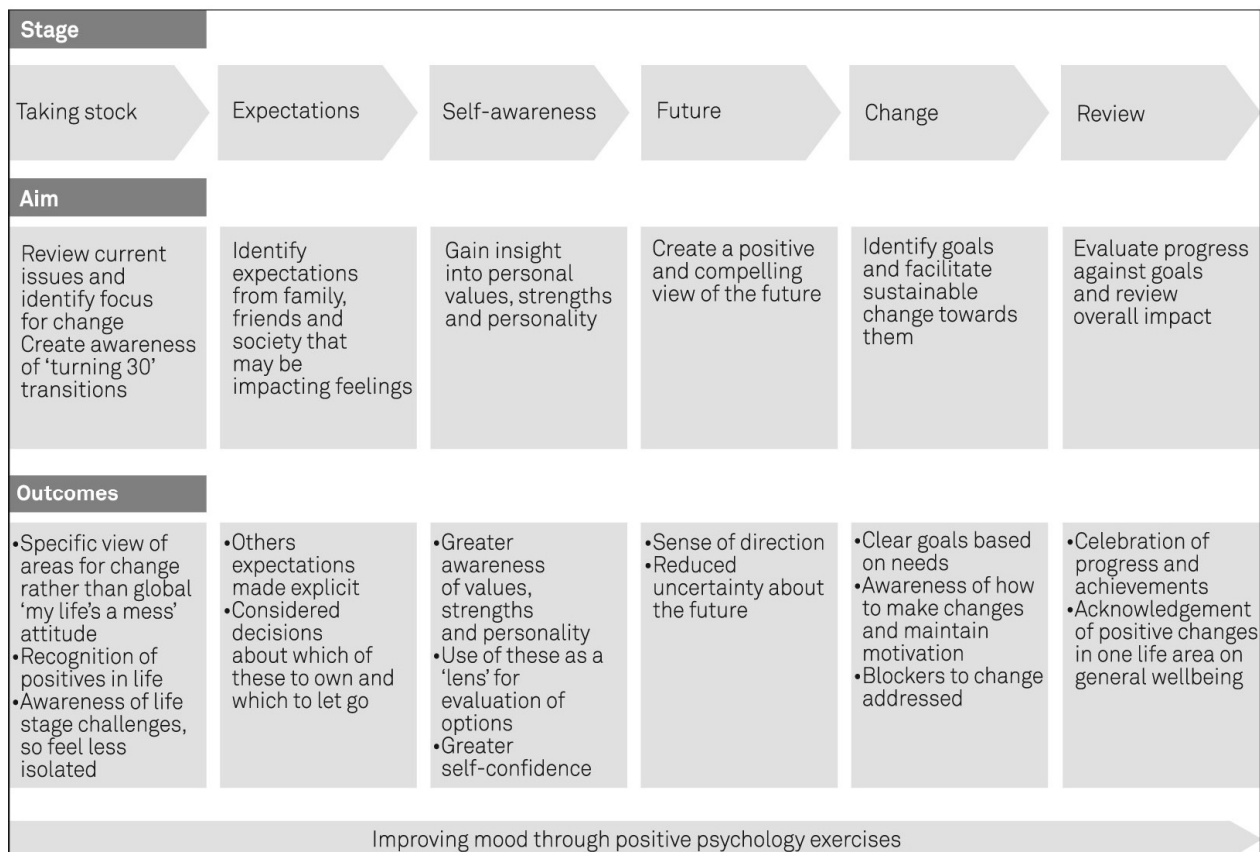 Stage
Taking stock
Expectations
Self-awareness
Future
Change
Review
Aim
Review current
issues and
identify focus
for change
Create awareness
of ‘turning 30’
transitions
Identify
expectations
from family,
friends and
society that
may be
impacting feelings
Gain insight
into personal
values, strengths
and personality
Create a positive
and compelling
view of the future
Identify goals
and facilitate
sustainable
change towards
them
Evaluate progress
against goals
and review
overall impact
Outcomes
•Specific view of
areas for change
rather than global
‘my life’s a mess’
attitude
•Recognition of
positives in life
•Awareness of life
stage challenges,
so feel less
isolated
•Others
expectations
made explicit
•Considered
decisions
about which of
these to own and
which to let go
•Greater
awareness
of values,
strengths
and personality
•Use of these as a
‘lens’ for
evaluation of
options
•Greater
self-confidence
•Sense of direction
•Reduced
uncertainty about
the future
•Clear goals based
on needs
•Awareness of how
to make changes
and maintain
motivation
•Blockers to change
addressed
•Celebration of
progress and
achievements
•Acknowledgement
of positive changes
in one life area on
general wellbeing
Improving mood through positive psychology exercises